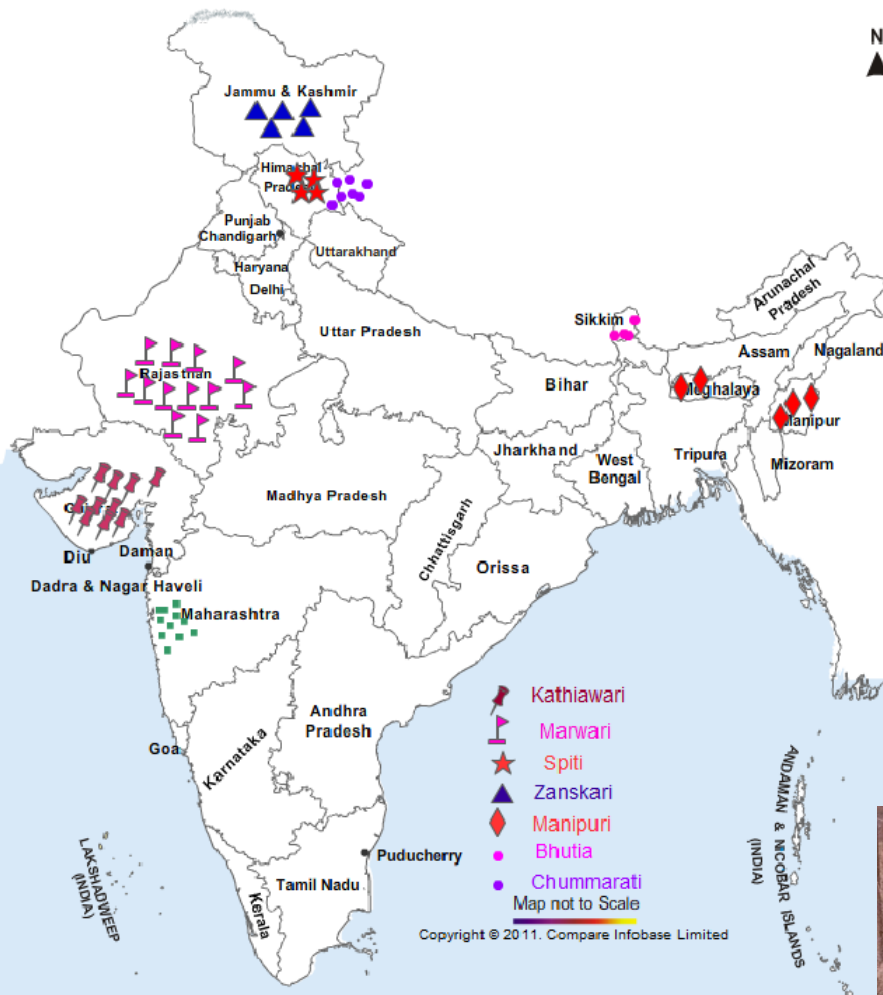 N
Jammu & Kashmir
Himachal
Pradesh
Punjab
Chandigarh
Uttarakhand
Haryana
Delhi
Arunachal
Pradesh
Sikkim
Uttar Pradesh
Assam
Nagaland
Rajasthan
Bihar
Meghalaya
Manipur
Jharkhand
West
Bengal
Tripura
Mizoram
Madhya Pradesh
Chhattisgarh
Diu
Daman
Orissa
Dadra & Nagar Haveli
Maharashtra
Andhra
Pradesh
Goa
Karnataka
Kathiawari
Marwari
Spiti
Zanskari
Manipuri
Bhutia
Chummarati
Map not to Scale
Copyright © 2011. Compare Infobase Limited
Puducherry
Tamil Nadu
Kerala
LAKSHADWEEP
(INDIA)
ANDAMAN & NICOBAR ISLANDS
(INDIA)